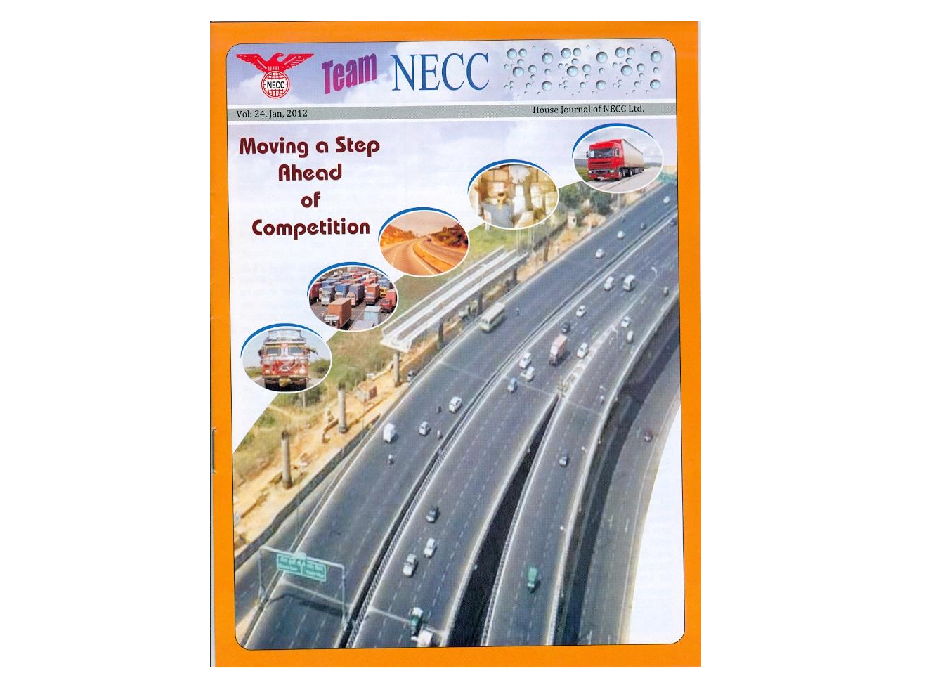 NECC
Team NECC
Vol: 24, Jan, 2012
House Journal of NECC Ltd.
Moving a Step
Ahead
of
Competition